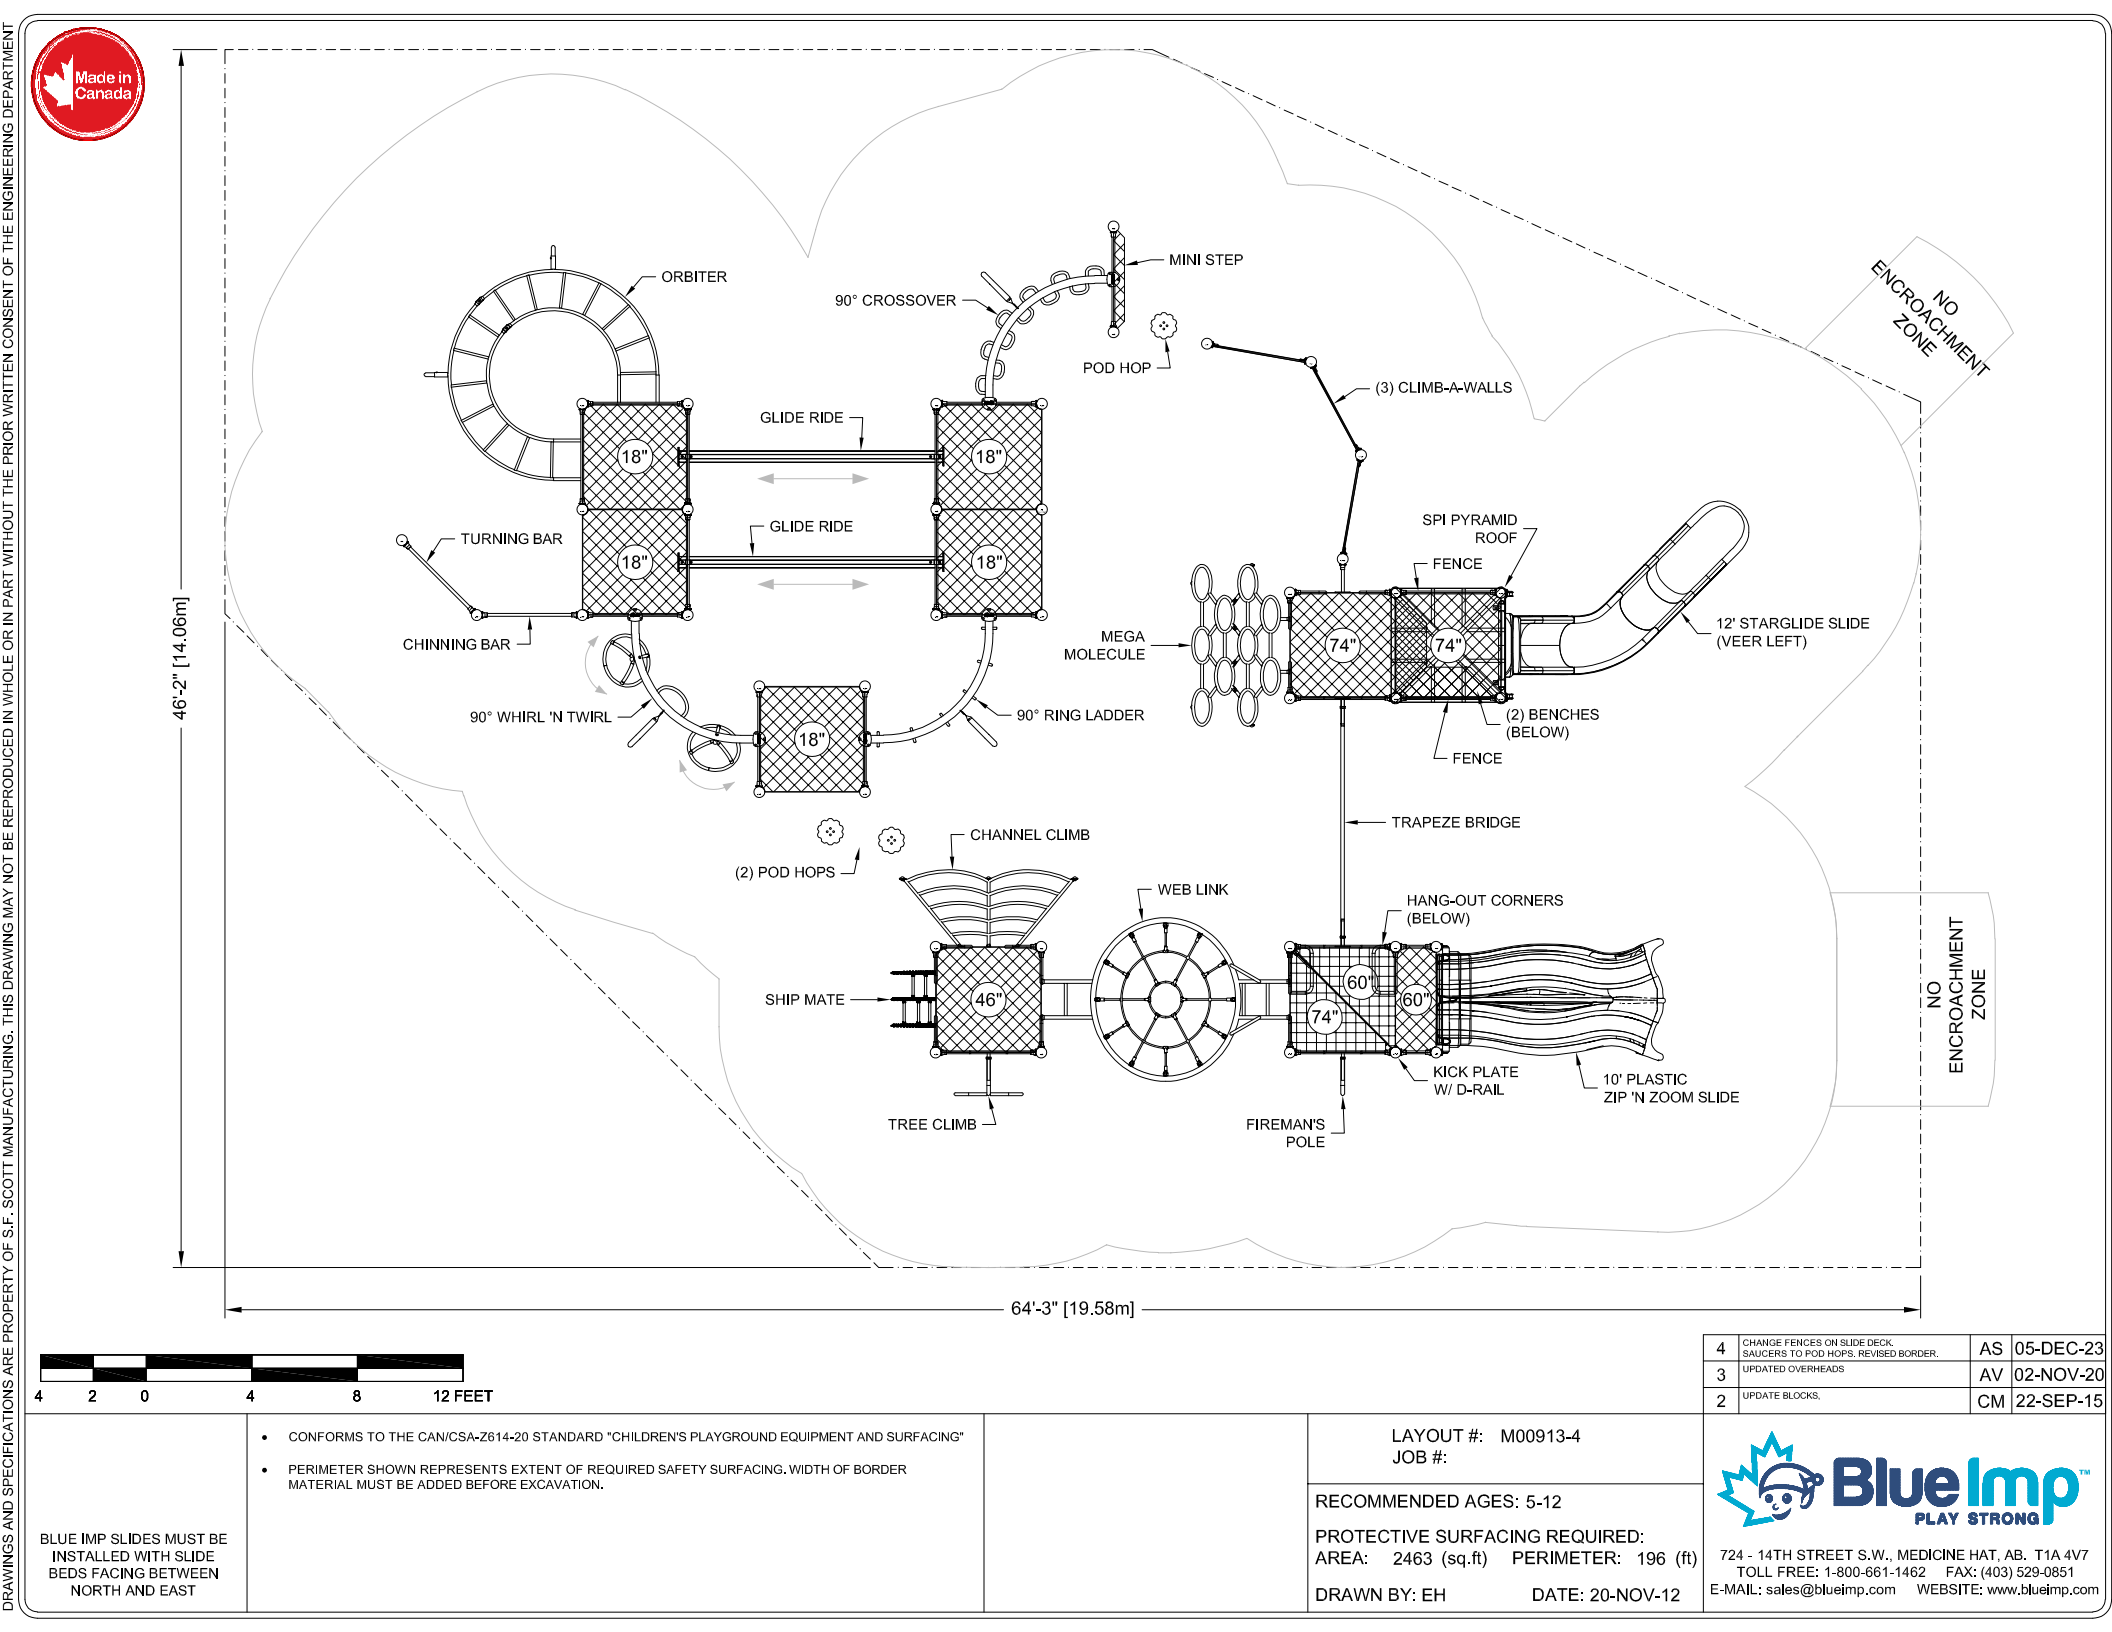 DRAWINGS AND SPECIFICATIONS ARE PROPERTY OF S.F. SCOTT MANUFACTURING. THIS DRAWING MAY NOT BE REPRODUCED IN WHOLE OR IN PART WITHOUT THE PRIOR WRITTEN CONSENT OF THE ENGINEERING DEPARTMENT
Made in
Canada
46'-2" [14.06m]
ORBITER
90° CROSSOVER
MINI STEP
POD HOP
NO
ENCROACHMENT
ZONE
(3) CLIMB-A-WALLS
GLIDE RIDE
18"
18"
GLIDE RIDE
18"
18"
TURNING BAR
CHINNING BAR
SPI PYRAMID
ROOF
FENCE
MEGA
MOLECULE
74"
74"
12' STARGLIDE SLIDE
(VEER LEFT)
90° WHIRL 'N TWIRL
18"
90° RING LADDER
(2) BENCHES
(BELOW)
FENCE
TRAPEZE BRIDGE
CHANNEL CLIMB
(2) POD HOPS
WEB LINK
HANG-OUT CORNERS
(BELOW)
NO
ENCROACHMENT
ZONE
SHIP MATE
46"
60"
60"
74"
KICK PLATE
W/ D-RAIL
10' PLASTIC
ZIP 'N ZOOM SLIDE
TREE CLIMB
FIREMAN'S
POLE
64'-3" [19.58m]
4 2 0 4 8 12 FEET
4 CHANGE FENCES ON SLIDE DECK.
SAUCERS TO POD HOPS. REVISED BORDER. AS 05-DEC-23
3 UPDATED OVERHEADS AV 02-NOV-20
2 UPDATE BLOCKS, CM 22-SEP-15
BLUE IMP SLIDES MUST BE
INSTALLED WITH SLIDE
BEDS FACING BETWEEN
NORTH AND EAST
• CONFORMS TO THE CAN/CSA-Z614-20 STANDARD "CHILDREN'S PLAYGROUND EQUIPMENT AND SURFACING"
• PERIMETER SHOWN REPRESENTS EXTENT OF REQUIRED SAFETY SURFACING. WIDTH OF BORDER
MATERIAL MUST BE ADDED BEFORE EXCAVATION.
LAYOUT #: M00913-4
JOB #:
RECOMMENDED AGES: 5-12
PROTECTIVE SURFACING REQUIRED:
AREA: 2463 (sq.ft) PERIMETER: 196 (ft)
DRAWN BY: EH DATE: 20-NOV-12
Blue Imp™
PLAY STRONG
724 - 14TH STREET S.W., MEDICINE HAT, AB. T1A 4V7
TOLL FREE: 1-800-661-1462 FAX: (403) 529-0851
E-MAIL: sales@blueimp.com WEBSITE: www.blueimp.com